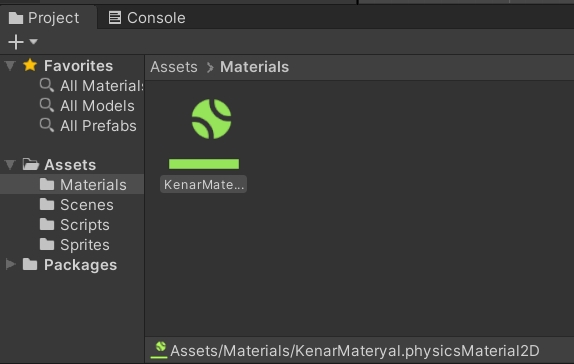 Project
Console
Favorites
All Materials
All Models
All Prefabs
Assets
Materials
Scenes
Scripts
Sprites
Packages
Assets > Materials
KenarMate...
Assets/Materials/KenarMateryal.physicsMaterial2D